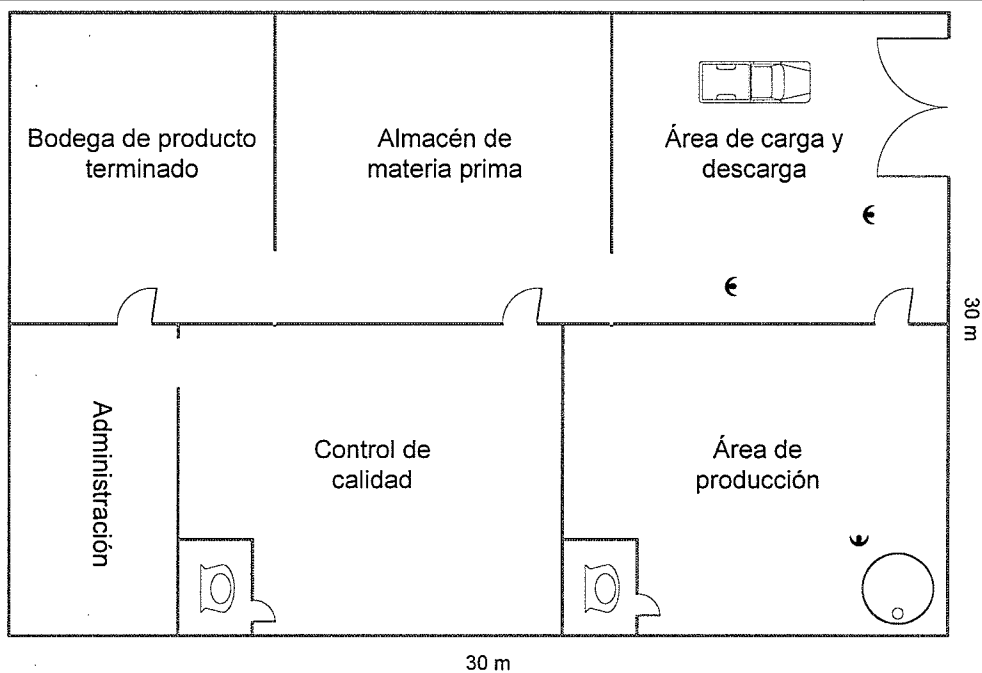 Bodega de producto
terminado
Almacén de
materia prima
Área de carga y
descarga
30 m
Administración
Control de
calidad
Área de
producción
30 m